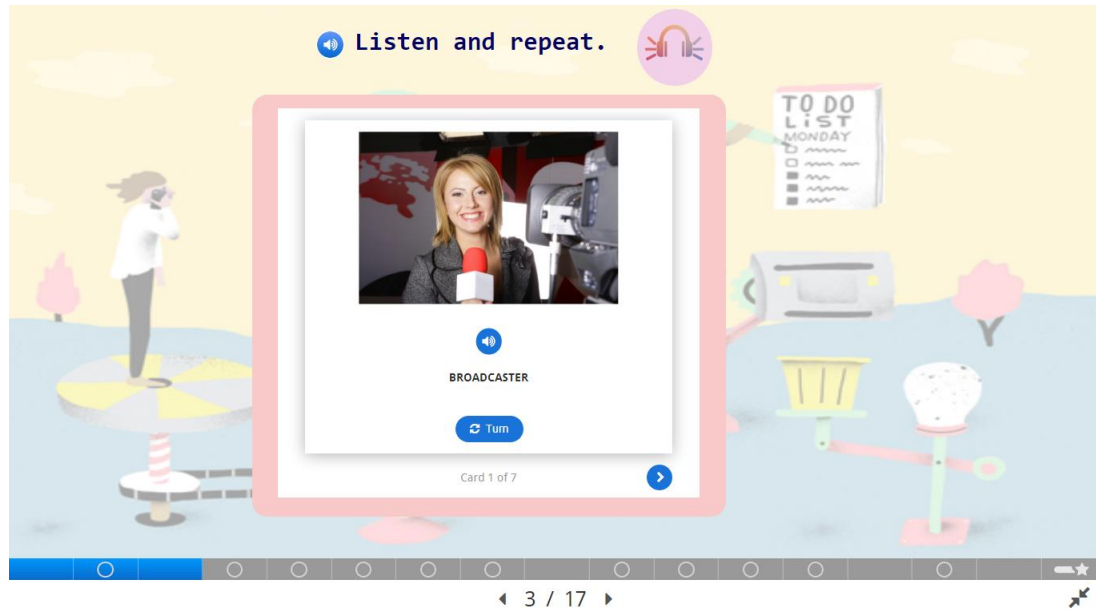 Listen and repeat.
TO DO
LIST
MONDAY
BROADCASTER
Turn
Card 1 of 7
3 / 17